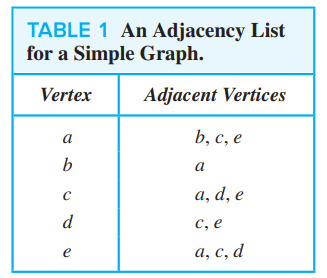 TABLE 1 An Adjacency List
for a Simple Graph.
Vertex Adjacent Vertices
a b, c, e
b a
c a, d, e
d c, e
e a, c, d